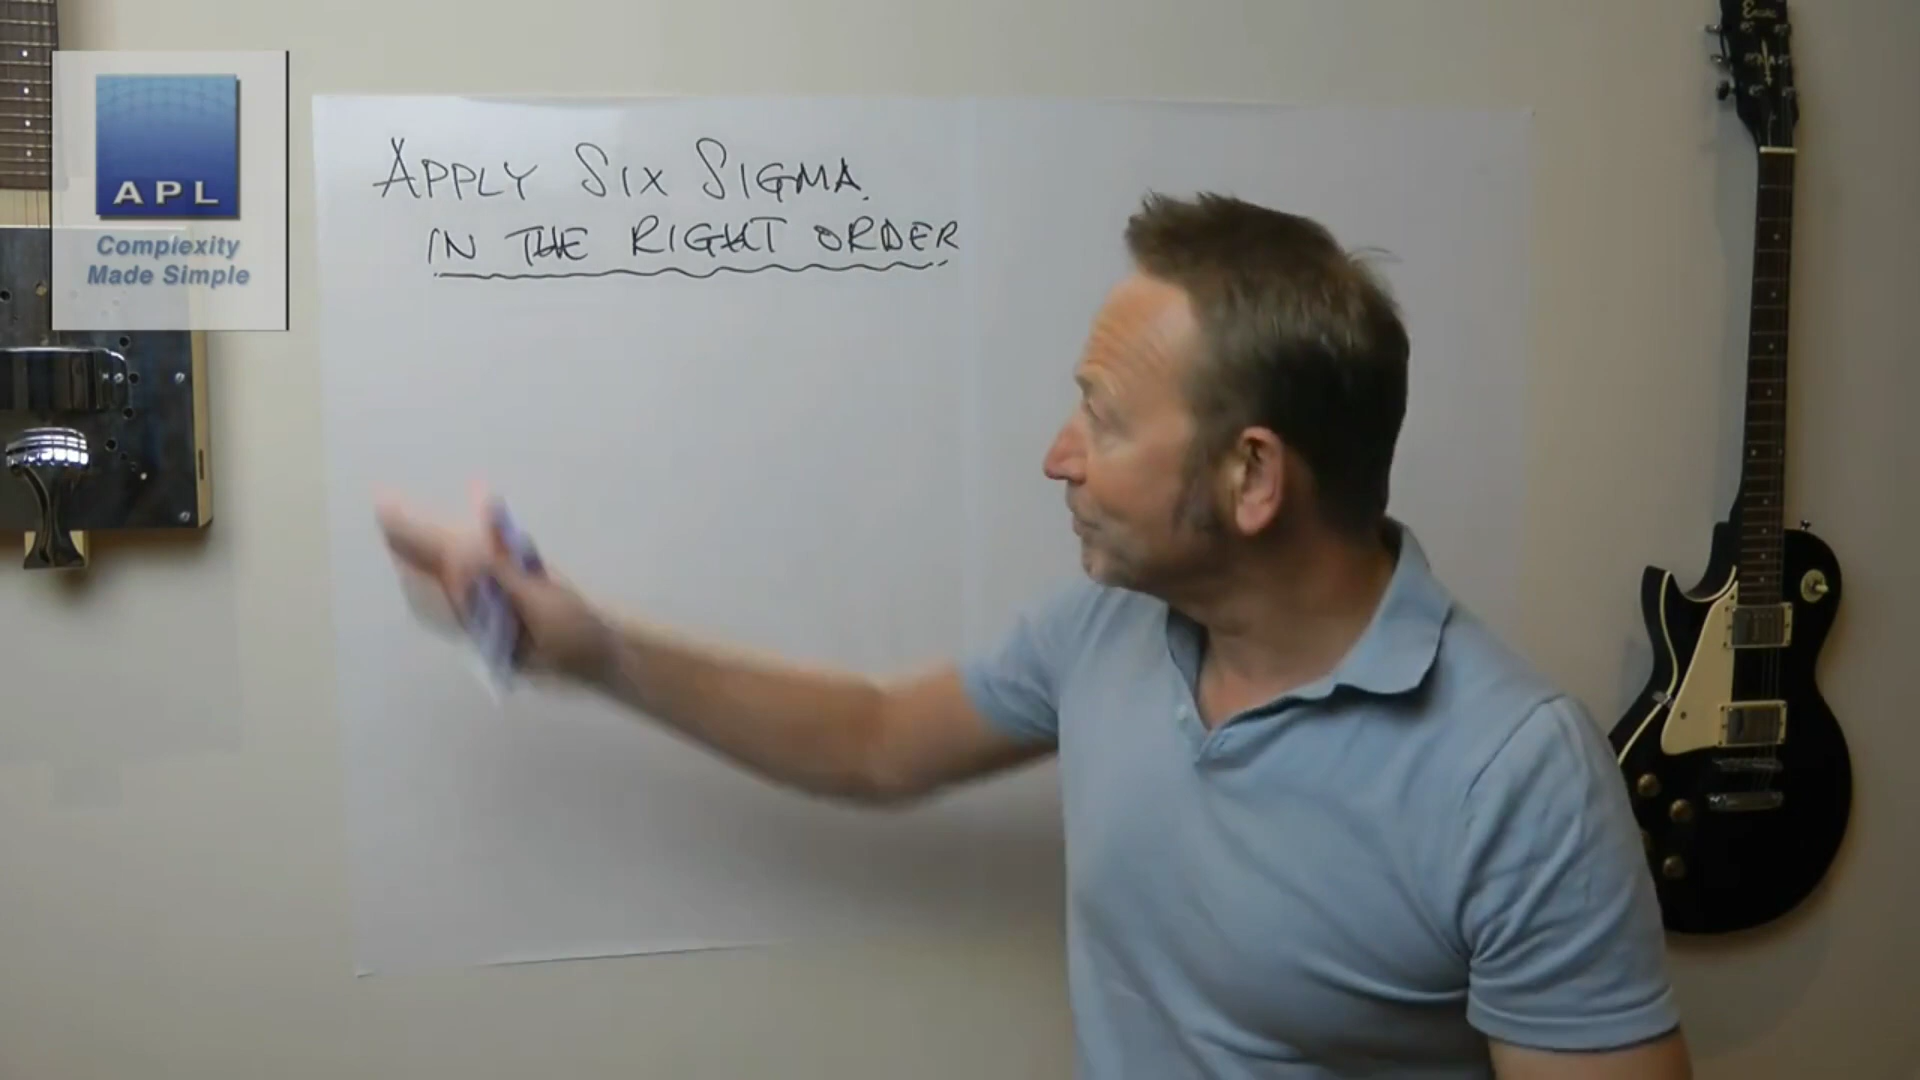 APL
Complexity
Made Simple
APPLY SIX SIGMA.
IN THE RIGHT ORDER